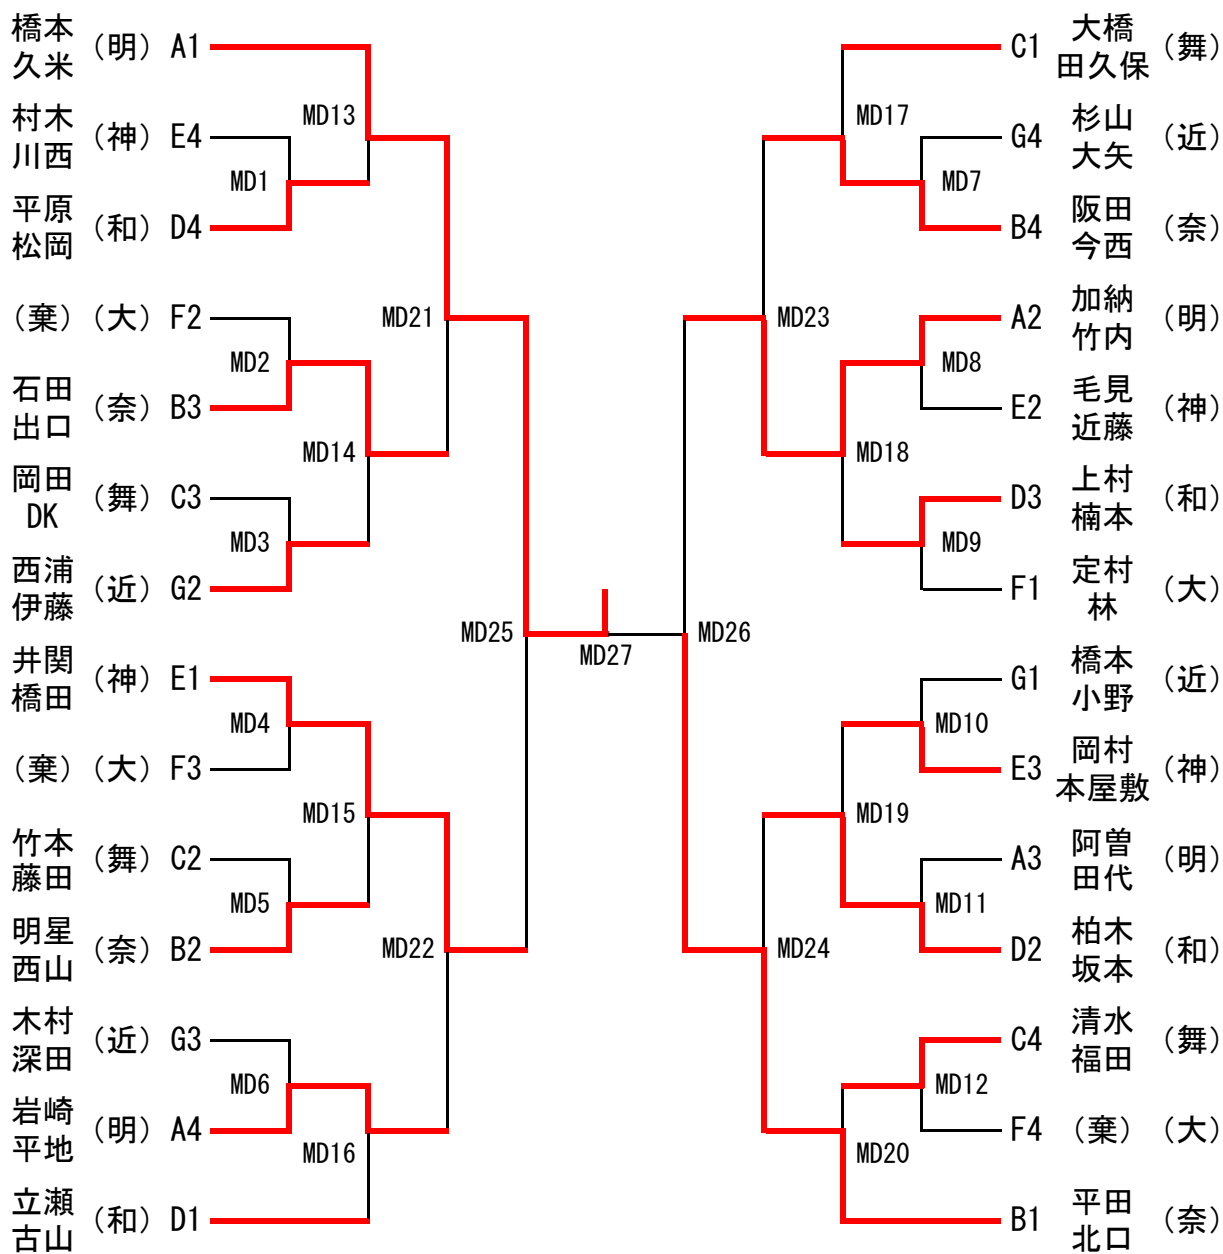 橋本
久米 (明) A1
MD13
村木
川西 (神) E4
MD1
平原
松岡 (和) D4
(棄) (大) F2
MD21
MD2
石田
出口 (奈) B3
MD14
岡田
DK (舞) C3
MD3
西浦
伊藤 (近) G2
MD25
井関
橋田 (神) E1
MD4
(棄) (大) F3
MD15
竹本
藤田 (舞) C2
MD5
明星
西山 (奈) B2
MD22
木村
深田 (近) G3
MD6
岩崎
平地 (明) A4
MD16
立瀬
古山 (和) D1
MD27
C1 大橋
田久保 (舞)
MD17
G4 杉山
大矢 (近)
MD7
B4 阪田
今西 (奈)
MD23
A2 加納
竹内 (明)
MD8
E2 毛見
近藤 (神)
MD18
D3 上村
楠本 (和)
MD9
F1 定村
林 (大)
MD26
G1 橋本
小野 (近)
MD10
E3 岡村
本屋敷 (神)
MD19
A3 阿曽
田代 (明)
MD11
D2 柏木
坂本 (和)
MD24
C4 清水
福田 (舞)
MD12
F4 (棄) (大)
MD20
B1 平田
北口 (奈)